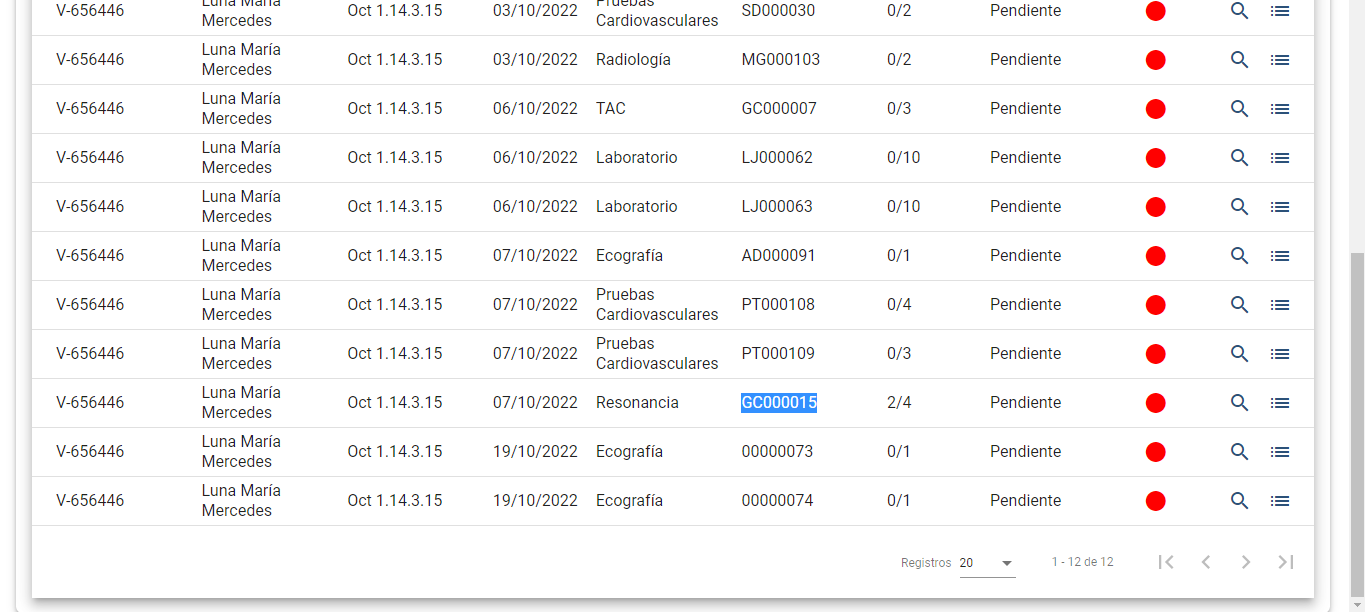 V-656446 Luna María Mercedes Oct 1.14.3.15 03/10/2022 Pruebas Cardiovasculares SD000030 0/2 Pendiente
V-656446 Luna María Mercedes Oct 1.14.3.15 03/10/2022 Radiología MG000103 0/2 Pendiente
V-656446 Luna María Mercedes Oct 1.14.3.15 06/10/2022 TAC GC000007 0/3 Pendiente
V-656446 Luna María Mercedes Oct 1.14.3.15 06/10/2022 Laboratorio LJ000062 0/10 Pendiente
V-656446 Luna María Mercedes Oct 1.14.3.15 06/10/2022 Laboratorio LJ000063 0/10 Pendiente
V-656446 Luna María Mercedes Oct 1.14.3.15 07/10/2022 Ecografía AD000091 0/1 Pendiente
V-656446 Luna María Mercedes Oct 1.14.3.15 07/10/2022 Pruebas Cardiovasculares PT000108 0/4 Pendiente
V-656446 Luna María Mercedes Oct 1.14.3.15 07/10/2022 Pruebas Cardiovasculares PT000109 0/3 Pendiente
V-656446 Luna María Mercedes Oct 1.14.3.15 07/10/2022 Resonancia GC000015 2/4 Pendiente
V-656446 Luna María Mercedes Oct 1.14.3.15 19/10/2022 Ecografía 00000073 0/1 Pendiente
V-656446 Luna María Mercedes Oct 1.14.3.15 19/10/2022 Ecografía 00000074 0/1 Pendiente
Registros 20 1 - 12 de 12